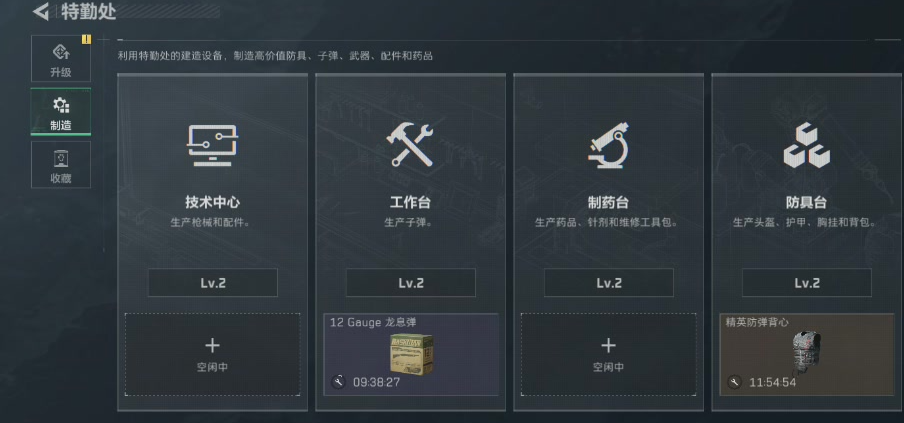 特勤处
升级
制造
收藏
利用特勤处的建造设备，制造高价值防具、子弹、武器、配件和药品
技术中心
生产枪械和配件。
Lv.2
空闲中
工作台
生产子弹。
Lv.2
12 Gauge 龙息弹
09:38:27
制药台
生产药品、针剂和维修工具包。
Lv.2
空闲中
防具台
生产头盔、护甲、胸挂和背包。
Lv.2
精英防弹背心
11:54:54